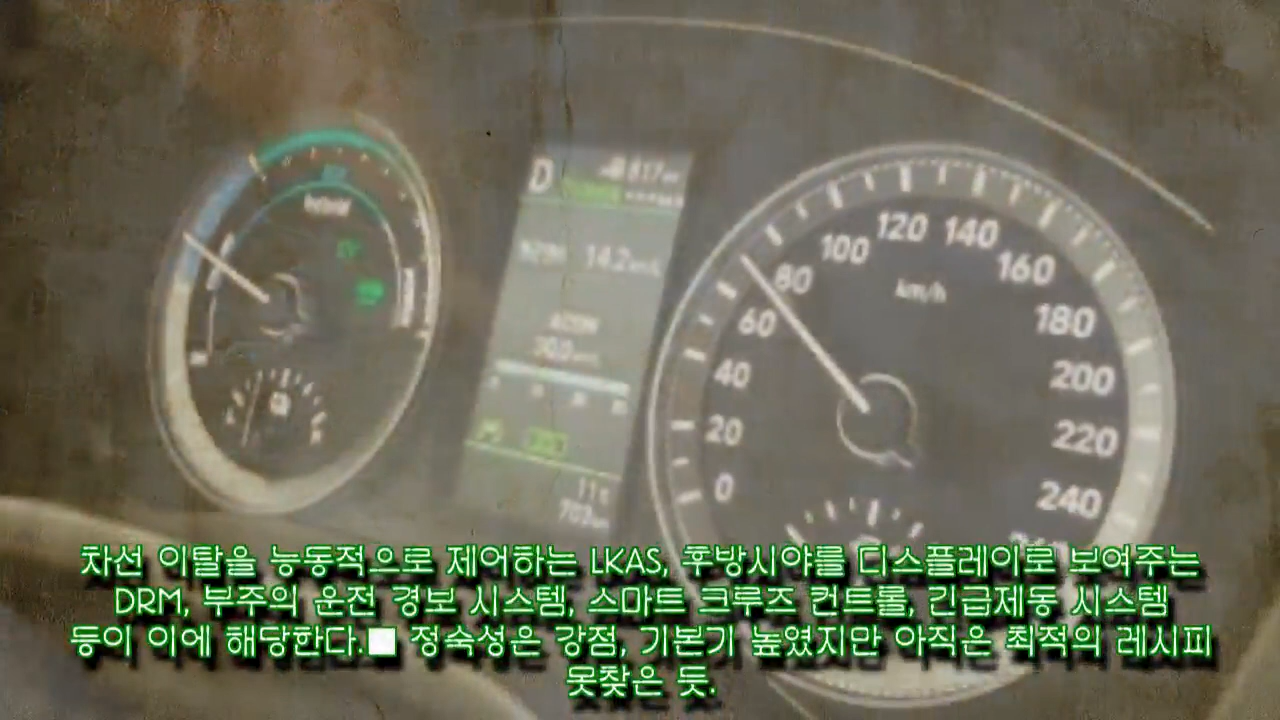 D 817
14.2
11
703
120 140
100
160
80
km/h
60
180
40
200
20
220
0
240
차선 이탈을 능동적으로 제어하는 LKAS, 후방시야를 디스플레이로 보여주는
DRM, 부주의 운전 경보 시스템, 스마트 크루즈 컨트롤, 긴급제동 시스템
등이 이에 해당한다.■ 정숙성은 강점, 기본기 높였지만 아직은 최적의 레시피
못찾은 듯.